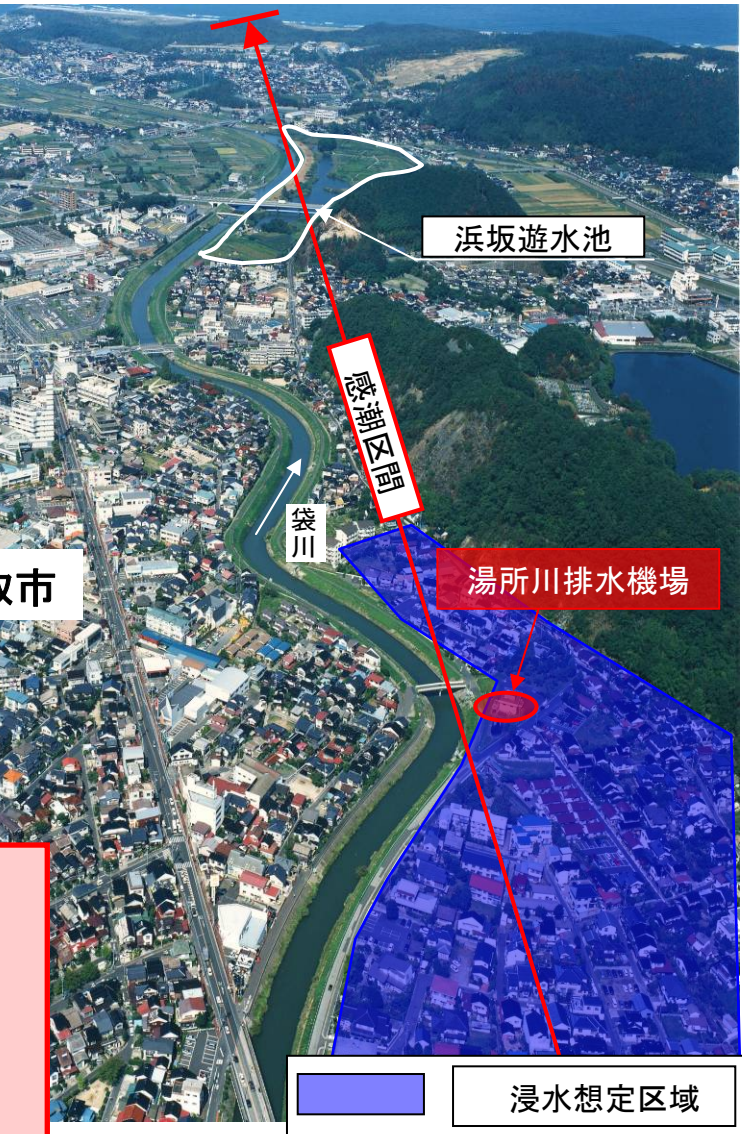 浜坂遊水池
感潮区間
袋川
湯所川排水機場
取市
浸水想定区域